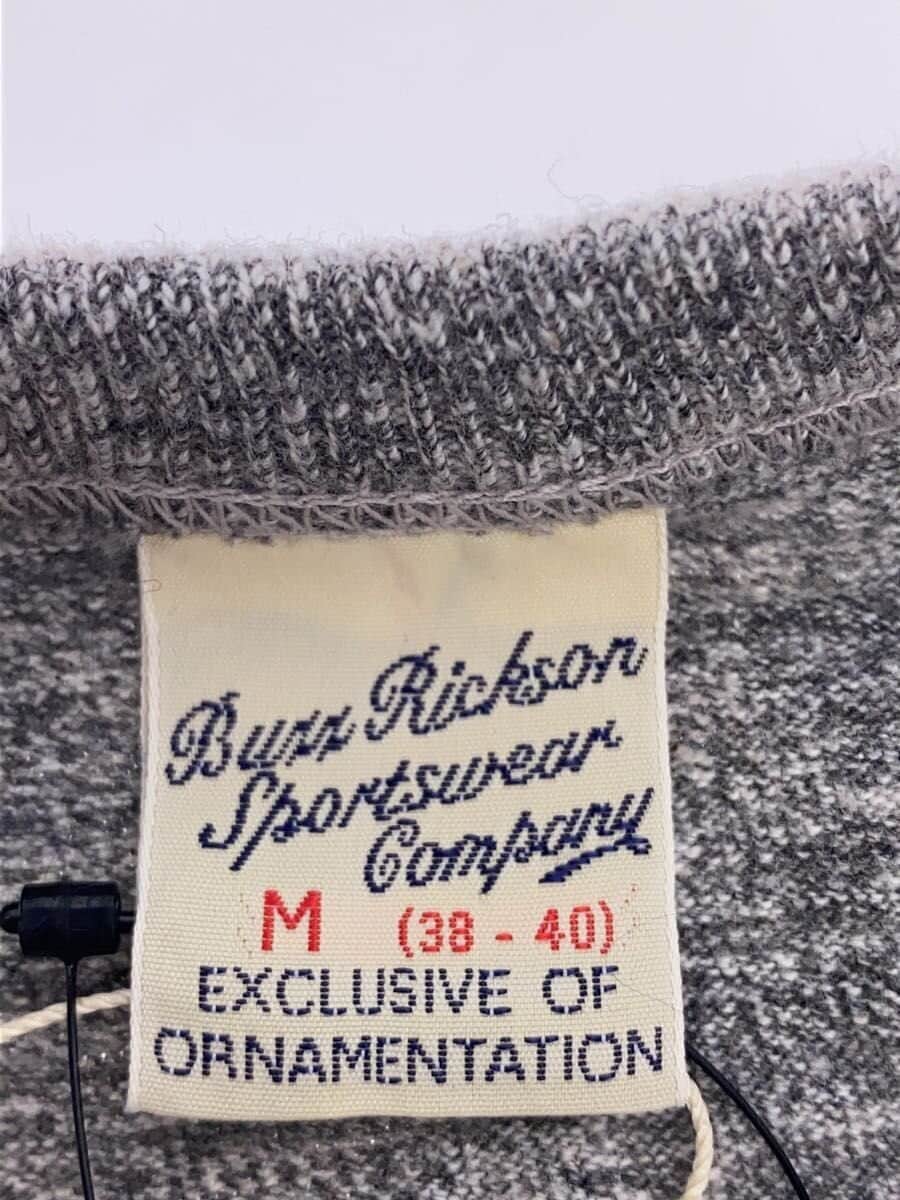 Buzz Rickson
Sportswear
Company
M (38 - 40)
EXCLUSIVE OF
ORNAMENTATION